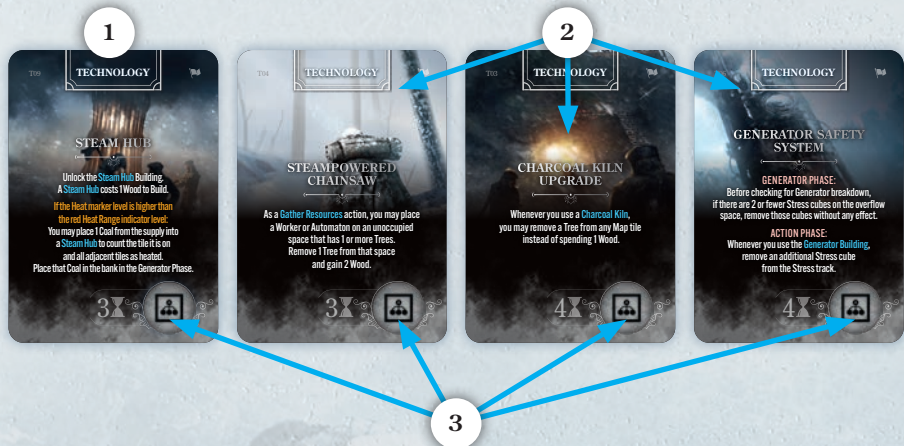 1
2
T09
TECHNOLOGY
STEAM HUB
Unlock the Steam Hub Building.
A Steam Hub costs 1 Wood to Build.
If the Heat marker level is higher than
the red Heat Range indicator level:
You may place 1 Coal from the supply into
a Steam Hub to count the tile it is on
and all adjacent tiles as heated.
Place that Coal in the bank in the Generator Phase.
3
T04
TECHNOLOGY
STEAMPOWERED
CHAINSAW
As a Gather Resources action, you may place
a Worker or Automaton on an unoccupied
space that has 1 or more Trees.
Remove 1 Tree from that space
and gain 2 Wood.
3
T03
TECHNOLOGY
CHARCOAL KILN
UPGRADE
Whenever you use a Charcoal Kiln,
you may remove a Tree from any Map tile
instead of spending 1 Wood.
4
TECHNOLOGY
GENERATOR SAFETY
SYSTEM
GENERATOR PHASE:
Before checking for Generator breakdown,
if there are 2 or fewer Stress cubes on the overflow
space, remove those cubes without any effect.
ACTION PHASE:
Whenever you use the Generator Building,
remove an additional Stress cube
from the Stress track.
4
3